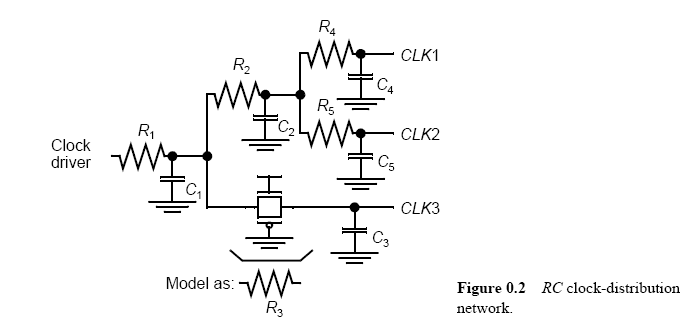 R4
CLK1
R2
C4
R5
R1
C2
CLK2
Clock
driver
C5
C1
CLK3
C3
Model as:
R3
Figure 0.2 RC clock-distribution
network.